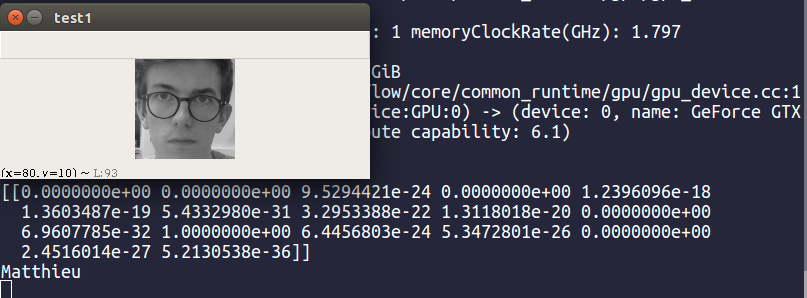 test1
: 1 memoryClockRate(GHz): 1.797
GiB
low/core/common_runtime/gpu/gpu_device.cc:1
ice:GPU:0) -> (device: 0, name: GeForce GTX
ute capability: 6.1)
(x=80, y=10) ~ L:93
[[0.0000000e+00 0.0000000e+00 9.5294421e-24 0.0000000e+00 1.2396096e-18
1.3603487e-19 5.4332980e-31 3.2953388e-22 1.3118018e-20 0.0000000e+00
6.9607785e-32 1.0000000e+00 6.4456803e-24 5.3472801e-26 0.0000000e+00
2.4516014e-27 5.2130538e-36]]
Matthieu